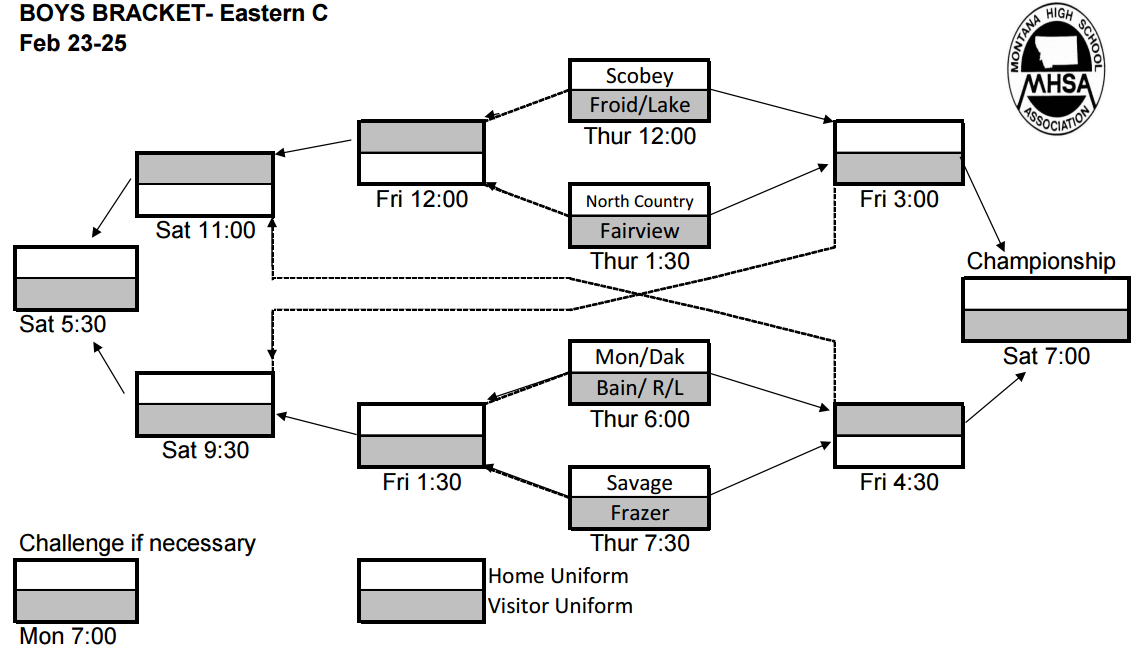 BOYS BRACKET- Eastern C
Feb 23-25
MONTANA HIGH SCHOOL
MHSA
ASSOCIATION
Scobey
Froid/Lake
Thur 12:00
Fri 12:00
Fri 3:00
North Country
Fairview
Thur 1:30
Sat 11:00
Championship
Sat 5:30
Sat 7:00
Mon/Dak
Bain/ R/L
Thur 6:00
Sat 9:30
Fri 1:30
Fri 4:30
Savage
Frazer
Thur 7:30
Challenge if necessary
Mon 7:00
Home Uniform
Visitor Uniform